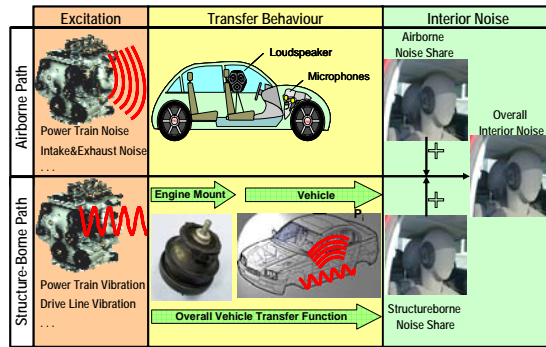 Excitation
Transfer Behaviour
Interior Noise
Airborne Path
Power Train Noise
Intake&Exhaust Noise
. . .
Loudspeaker
Microphones
Airborne
Noise Share
Overall
Interior Noise
Structure-Borne Path
Power Train Vibration
Drive Line Vibration
. . .
Engine Mount
Vehicle
Overall Vehicle Transfer Function
Structureborne
Noise Share